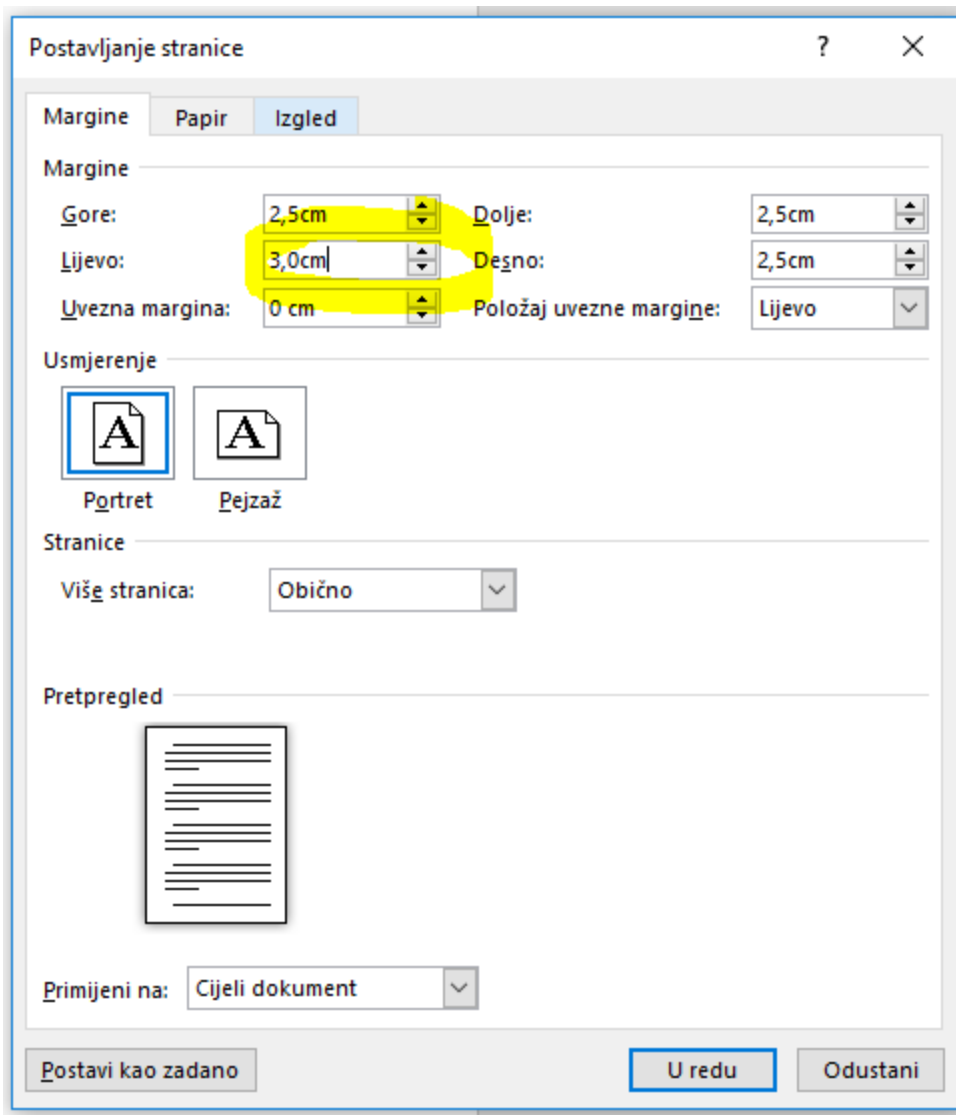 Postavljanje stranice ?
Margine Papir Izgled
Margine
Gore: 2,5cm Dolje: 2,5cm
Lijevo: 3,0cm Desno: 2,5cm
Uvezna margina: 0 cm Položaj uvezne margine: Lijevo
Usmjerenje
A A
Portret Pejzaž
Stranice
Više stranica: Obično
Pretpregled
Primijeni na: Cijeli dokument
Postavi kao zadano U redu Odustani